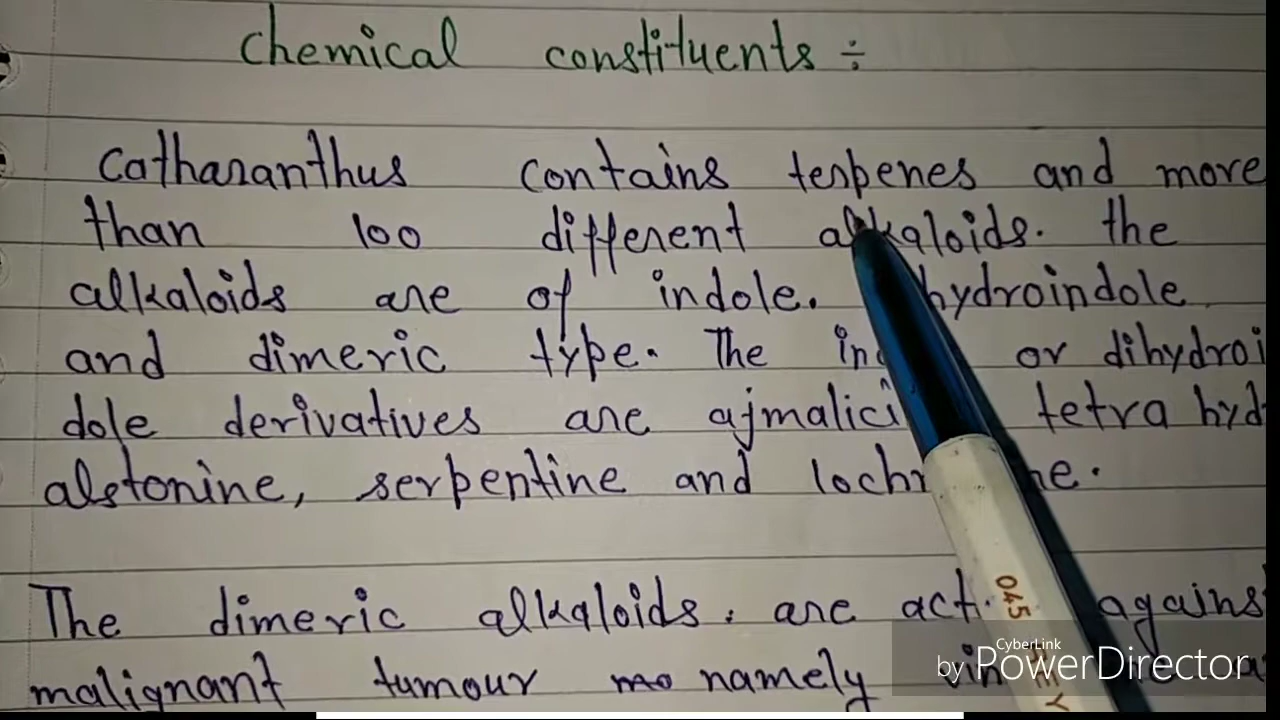 Chemical constituents ÷
Catharanthus contains terpenes and more
than 100 different alkaloids. the
alkaloids are of indole. hydroindole
and dimeric type. The or dihydroi
dole derivatives are tetra hyd
alstonine, serpentine and
The dimeric alkaloids. are agains
malignant tumour mo namely
CyberLink
by PowerDirector
045